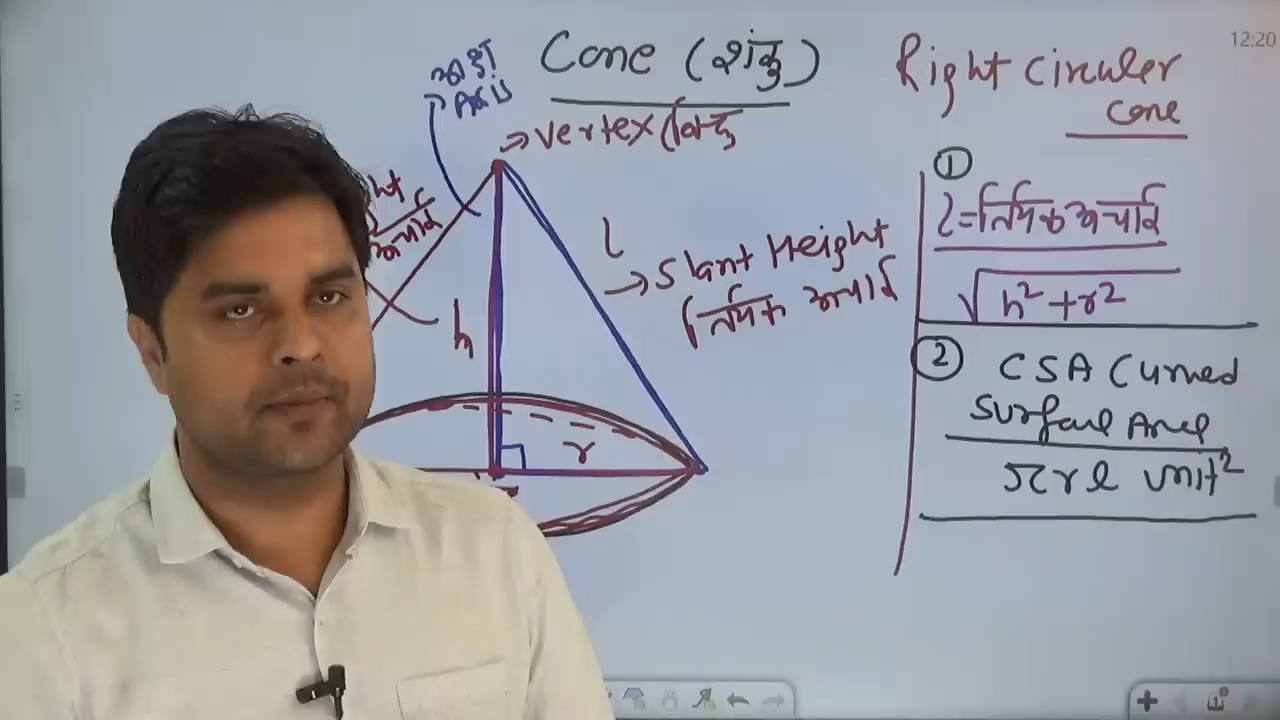 12:20
Cone (शंकु)
Right Circuler
cone
अक्ष
Axis
vertex
ht
l
Slant Height
तिर्यक ऊंचाई
h
r
1
l = तिर्यक ऊंचाई
√h²+r²
2
CSA Curved
Surface Area
πrl unit²